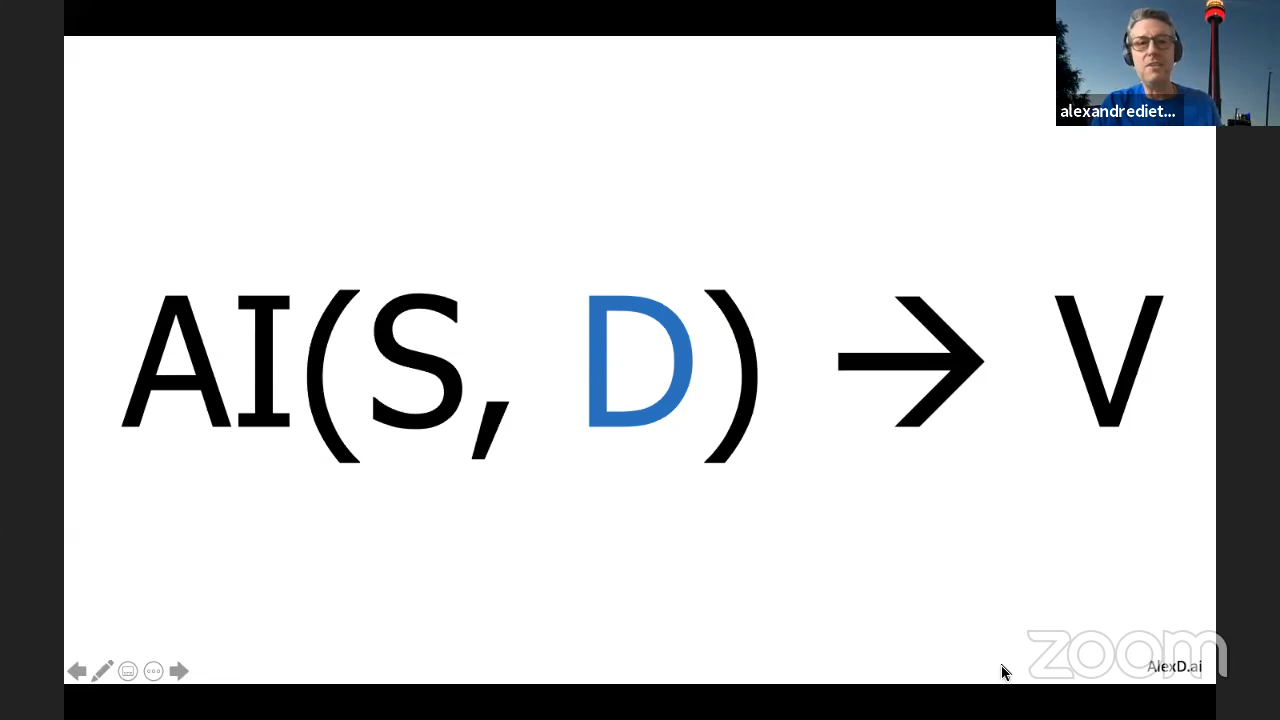 alexandrediet...
AI(S, D) → V
zoom
AlexD.ai